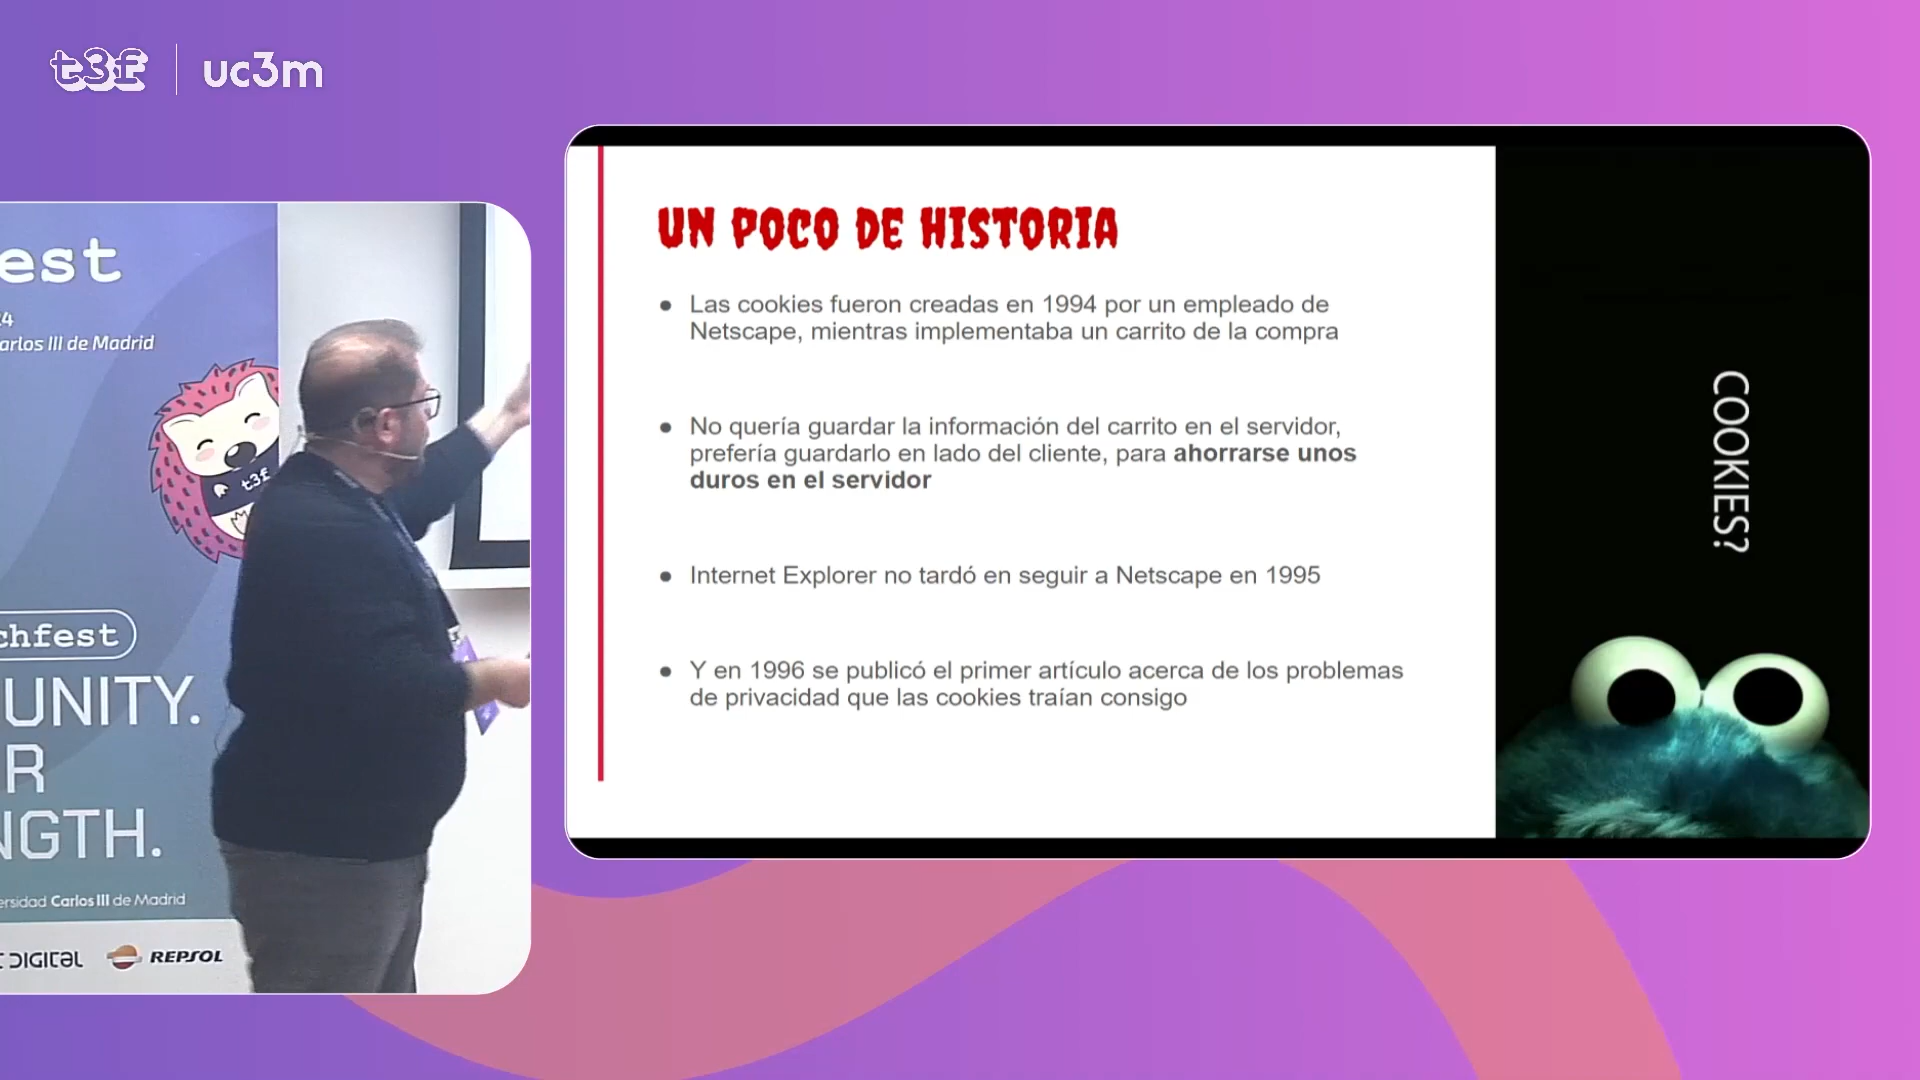 t3f | uc3m
est
4
arlos III de Madrid
t3f
chfest
UNITY.
R
NGTH.
ersidad Carlos III de Madrid
DIGITAL
REPSOL
UN POCO DE HISTORIA
● Las cookies fueron creadas en 1994 por un empleado de
Netscape, mientras implementaba un carrito de la compra
● No quería guardar la información del carrito en el servidor,
prefería guardarlo en lado del cliente, para ahorrarse unos
duros en el servidor
● Internet Explorer no tardó en seguir a Netscape en 1995
● Y en 1996 se publicó el primer artículo acerca de los problemas
de privacidad que las cookies traían consigo
COOKIES?